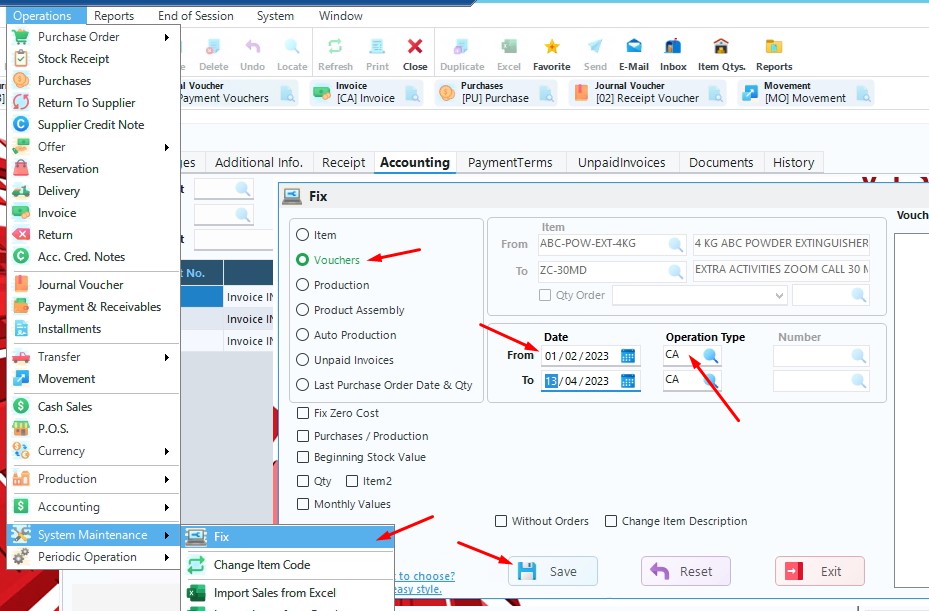 Operations Reports End of Session System Window
Delete Undo Locate Refresh Print Close Duplicate Excel Favorite Send E-Mail Inbox Item Qtys. Reports
Voucher
Payment Vouchers
Invoice
[CA] Invoice
Purchases
[PU] Purchase
Journal Voucher
[02] Receipt Voucher
Movement
[MO] Movement
Purchase Order
Stock Receipt
Purchases
Return To Supplier
Supplier Credit Note
Offer
Reservation
Delivery
Invoice
Return
Acc. Cred. Notes
Journal Voucher
Payment & Receivables
Installments
Transfer
Movement
Cash Sales
P.O.S.
Currency
Production
Accounting
System Maintenance
Periodic Operation
Fix
Change Item Code
Import Sales from Excel
Additional Info. Receipt Accounting PaymentTerms UnpaidInvoices Documents History
No.
Invoice
Invoice
Invoice
Fix
Item
Vouchers
Production
Product Assembly
Auto Production
Unpaid Invoices
Last Purchase Order Date & Qty
Fix Zero Cost
Purchases / Production
Beginning Stock Value
Qty Item2
Monthly Values
Item
From ABC-POW-EXT-4KG 4 KG ABC POWDER EXTINGUISHER
To ZC-30MD EXTRA ACTIVITIES ZOOM CALL 30 M
Qty Order
Date Operation Type Number
From 01/02/2023 CA
To 13/04/2023 CA
Without Orders Change Item Description
to choose?
easy style.
Save Reset Exit